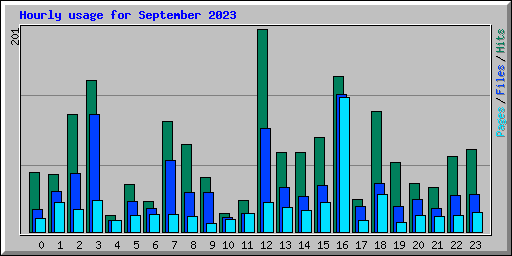 Hourly usage for September 2023
201
Pages/Files/Hits
0 1 2 3 4 5 6 7 8 9 10 11 12 13 14 15 16 17 18 19 20 21 22 23